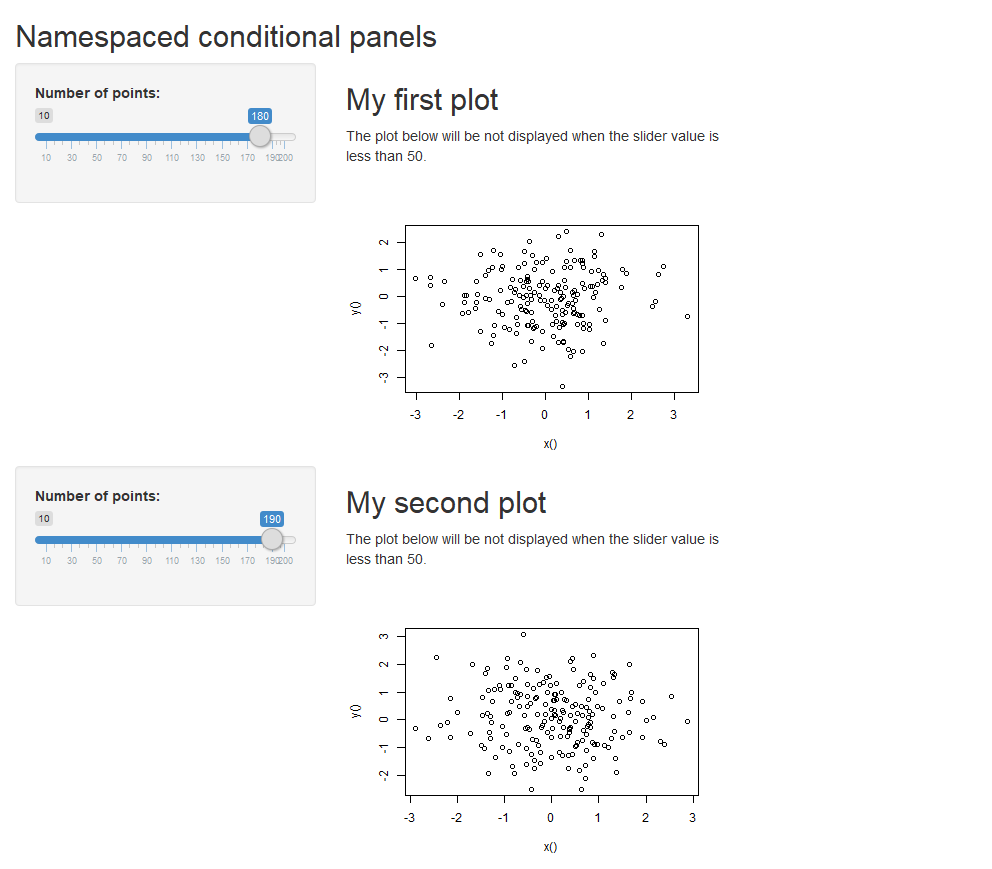 Namespaced conditional panels
Number of points:
10 180
10 30 50 70 90 110 130 150 170 190 200
My first plot
The plot below will be not displayed when the slider value is
less than 50.
2
1
0
-1
-2
-3
y()
-3 -2 -1 0 1 2 3
x()
Number of points:
10 190
10 30 50 70 90 110 130 150 170 190 200
My second plot
The plot below will be not displayed when the slider value is
less than 50.
3
2
1
0
-1
-2
y()
-3 -2 -1 0 1 2 3
x()